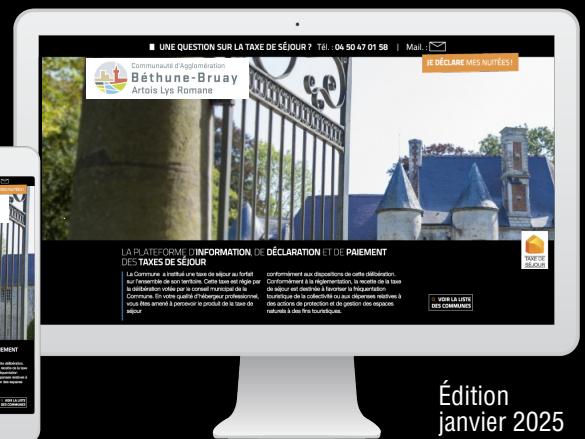 UNE QUESTION SUR LA TAXE DE SÉJOUR ? Tél. : 04 50 47 01 58 | Mail. :
JE DÉCLARE MES NUITÉES !
Communauté d'Agglomération
Béthune-Bruay
Artois Lys Romane
LA PLATEFORME D'INFORMATION, DE DÉCLARATION ET DE PAIEMENT
DES TAXES DE SÉJOUR
La Commune a institué une taxe de séjour au forfait
sur l'ensemble de son territoire. Cette taxe est régie par
la délibération votée par le conseil municipal de la
Commune. En votre qualité d'hébergeur professionnel,
vous êtes amené à percevoir le produit de la taxe de
séjour
conformément aux dispositions de cette délibération.
Conformément à la réglementation, la recette de la taxe
de séjour est destinée à favoriser la fréquentation
touristique de la collectivité ou aux dépenses relatives à
des actions de protection et de gestion des espaces
naturels à des fins touristiques.
TAXE DE
SÉJOUR
VOIR LA LISTE
DES COMMUNES
IEMENT
VOIR LA LISTE
DES COMMUNES
Édition
janvier 2025